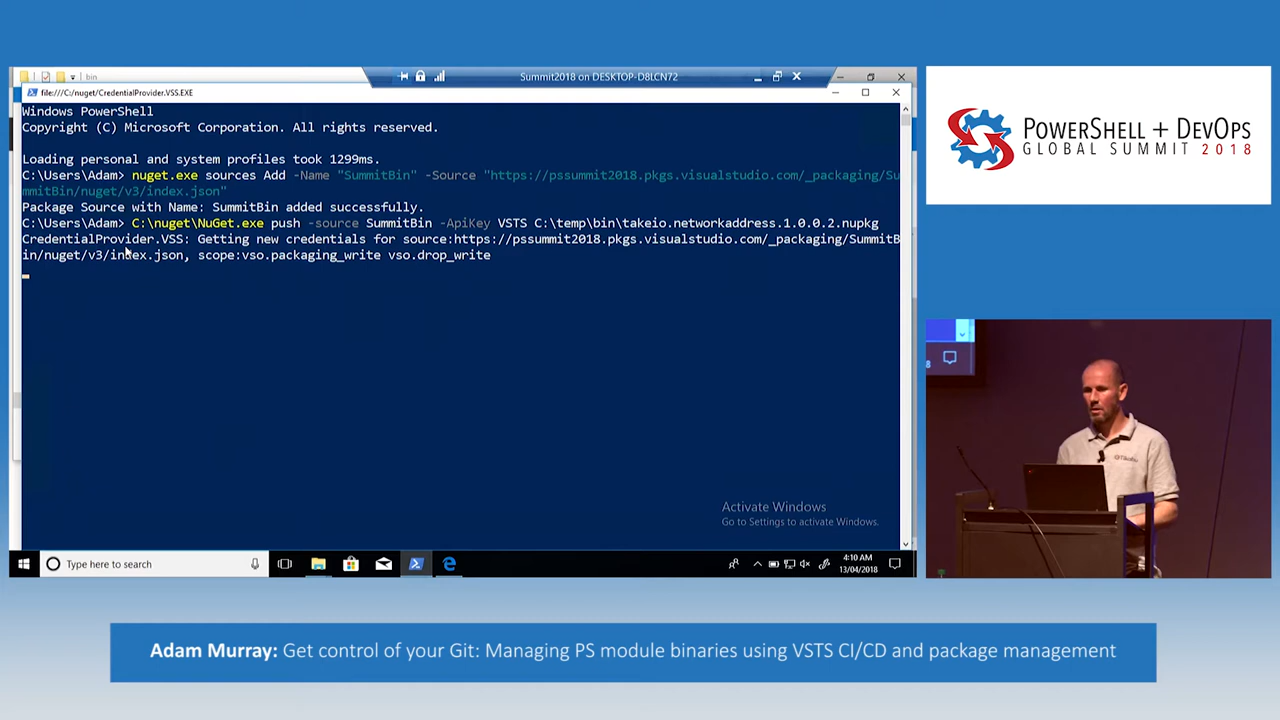 bin
Summit2018 on DESKTOP-D8LCN72
file:///C:/nuget/CredentialProvider.VSS.EXE
Windows PowerShell
Copyright (C) Microsoft Corporation. All rights reserved.
Loading personal and system profiles took 1299ms.
C:\Users\Adam> nuget.exe sources Add -Name "SummitBin" -Source "https://pssummit2018.pkgs.visualstudio.com/_packaging/Su
mmitBin/nuget/v3/index.json"
Package Source with Name: SummitBin added successfully.
C:\Users\Adam> C:\nuget\NuGet.exe push -source SummitBin -ApiKey VSTS C:\temp\bin\takeio.networkaddress.1.0.0.2.nupkg
CredentialProvider.VSS: Getting new credentials for source:https://pssummit2018.pkgs.visualstudio.com/_packaging/SummitB
in/nuget/v3/index.json, scope:vso.packaging_write vso.drop_write
Activate Windows
Go to Settings to activate Windows.
Type here to search
4:10 AM
13/04/2018
POWERSHELL + DEVOPS
GLOBAL SUMMIT 2018
Adam Murray: Get control of your Git: Managing PS module binaries using VSTS CI/CD and package management